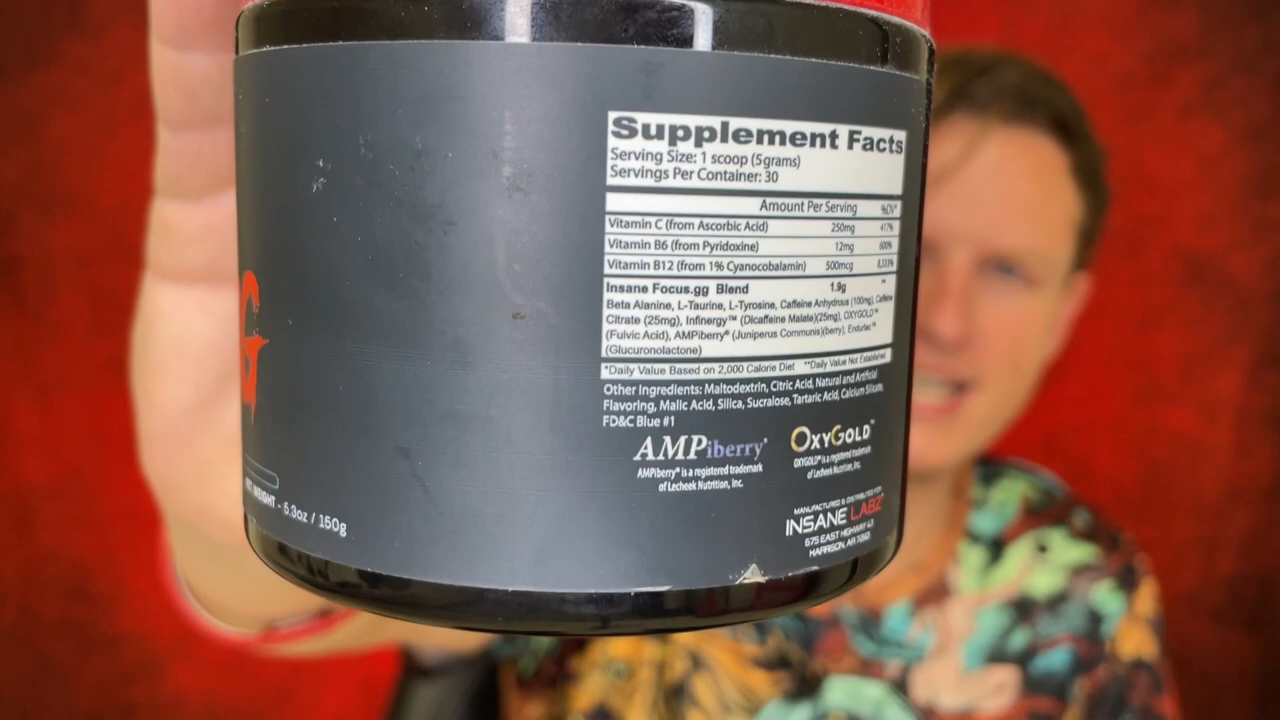 G
NET WEIGHT - 5.3oz / 150g
Supplement Facts
Serving Size: 1 scoop (5grams)
Servings Per Container: 30
Amount Per Serving %DV*
Vitamin C (from Ascorbic Acid) 250mg 417%
Vitamin B6 (from Pyridoxine) 12mg 600%
Vitamin B12 (from 1% Cyanocobalamin) 500mcg 8,333%
Insane Focus.gg Blend 1.9g **
Beta Alanine, L-Taurine, L-Tyrosine, Caffeine Anhydrous (100mg), Caffeine
Citrate (25mg), Infinergy™ (Dicaffeine Malate)(25mg), OXYGOLD™
(Fulvic Acid), AMPiberry® (Juniperus Communis)(berry), Endurlac™
(Glucuronolactone)
*Daily Value Based on 2,000 Calorie Diet **Daily Value Not Established
Other Ingredients: Maltodextrin, Citric Acid, Natural and Artificial
Flavoring, Malic Acid, Silica, Sucralose, Tartaric Acid, Calcium Silicate,
FD&C Blue #1
AMPiberry®
AMPiberry® is a registered trademark
of Lecheek Nutrition, Inc.
OXYGOLD™
OXYGOLD® is a registered trademark
of Lecheek Nutrition, Inc.
MANUFACTURED & DISTRIBUTED FOR
INSANE LABZ
675 EAST HIGHWAY 43
HARRISON, AR 72601